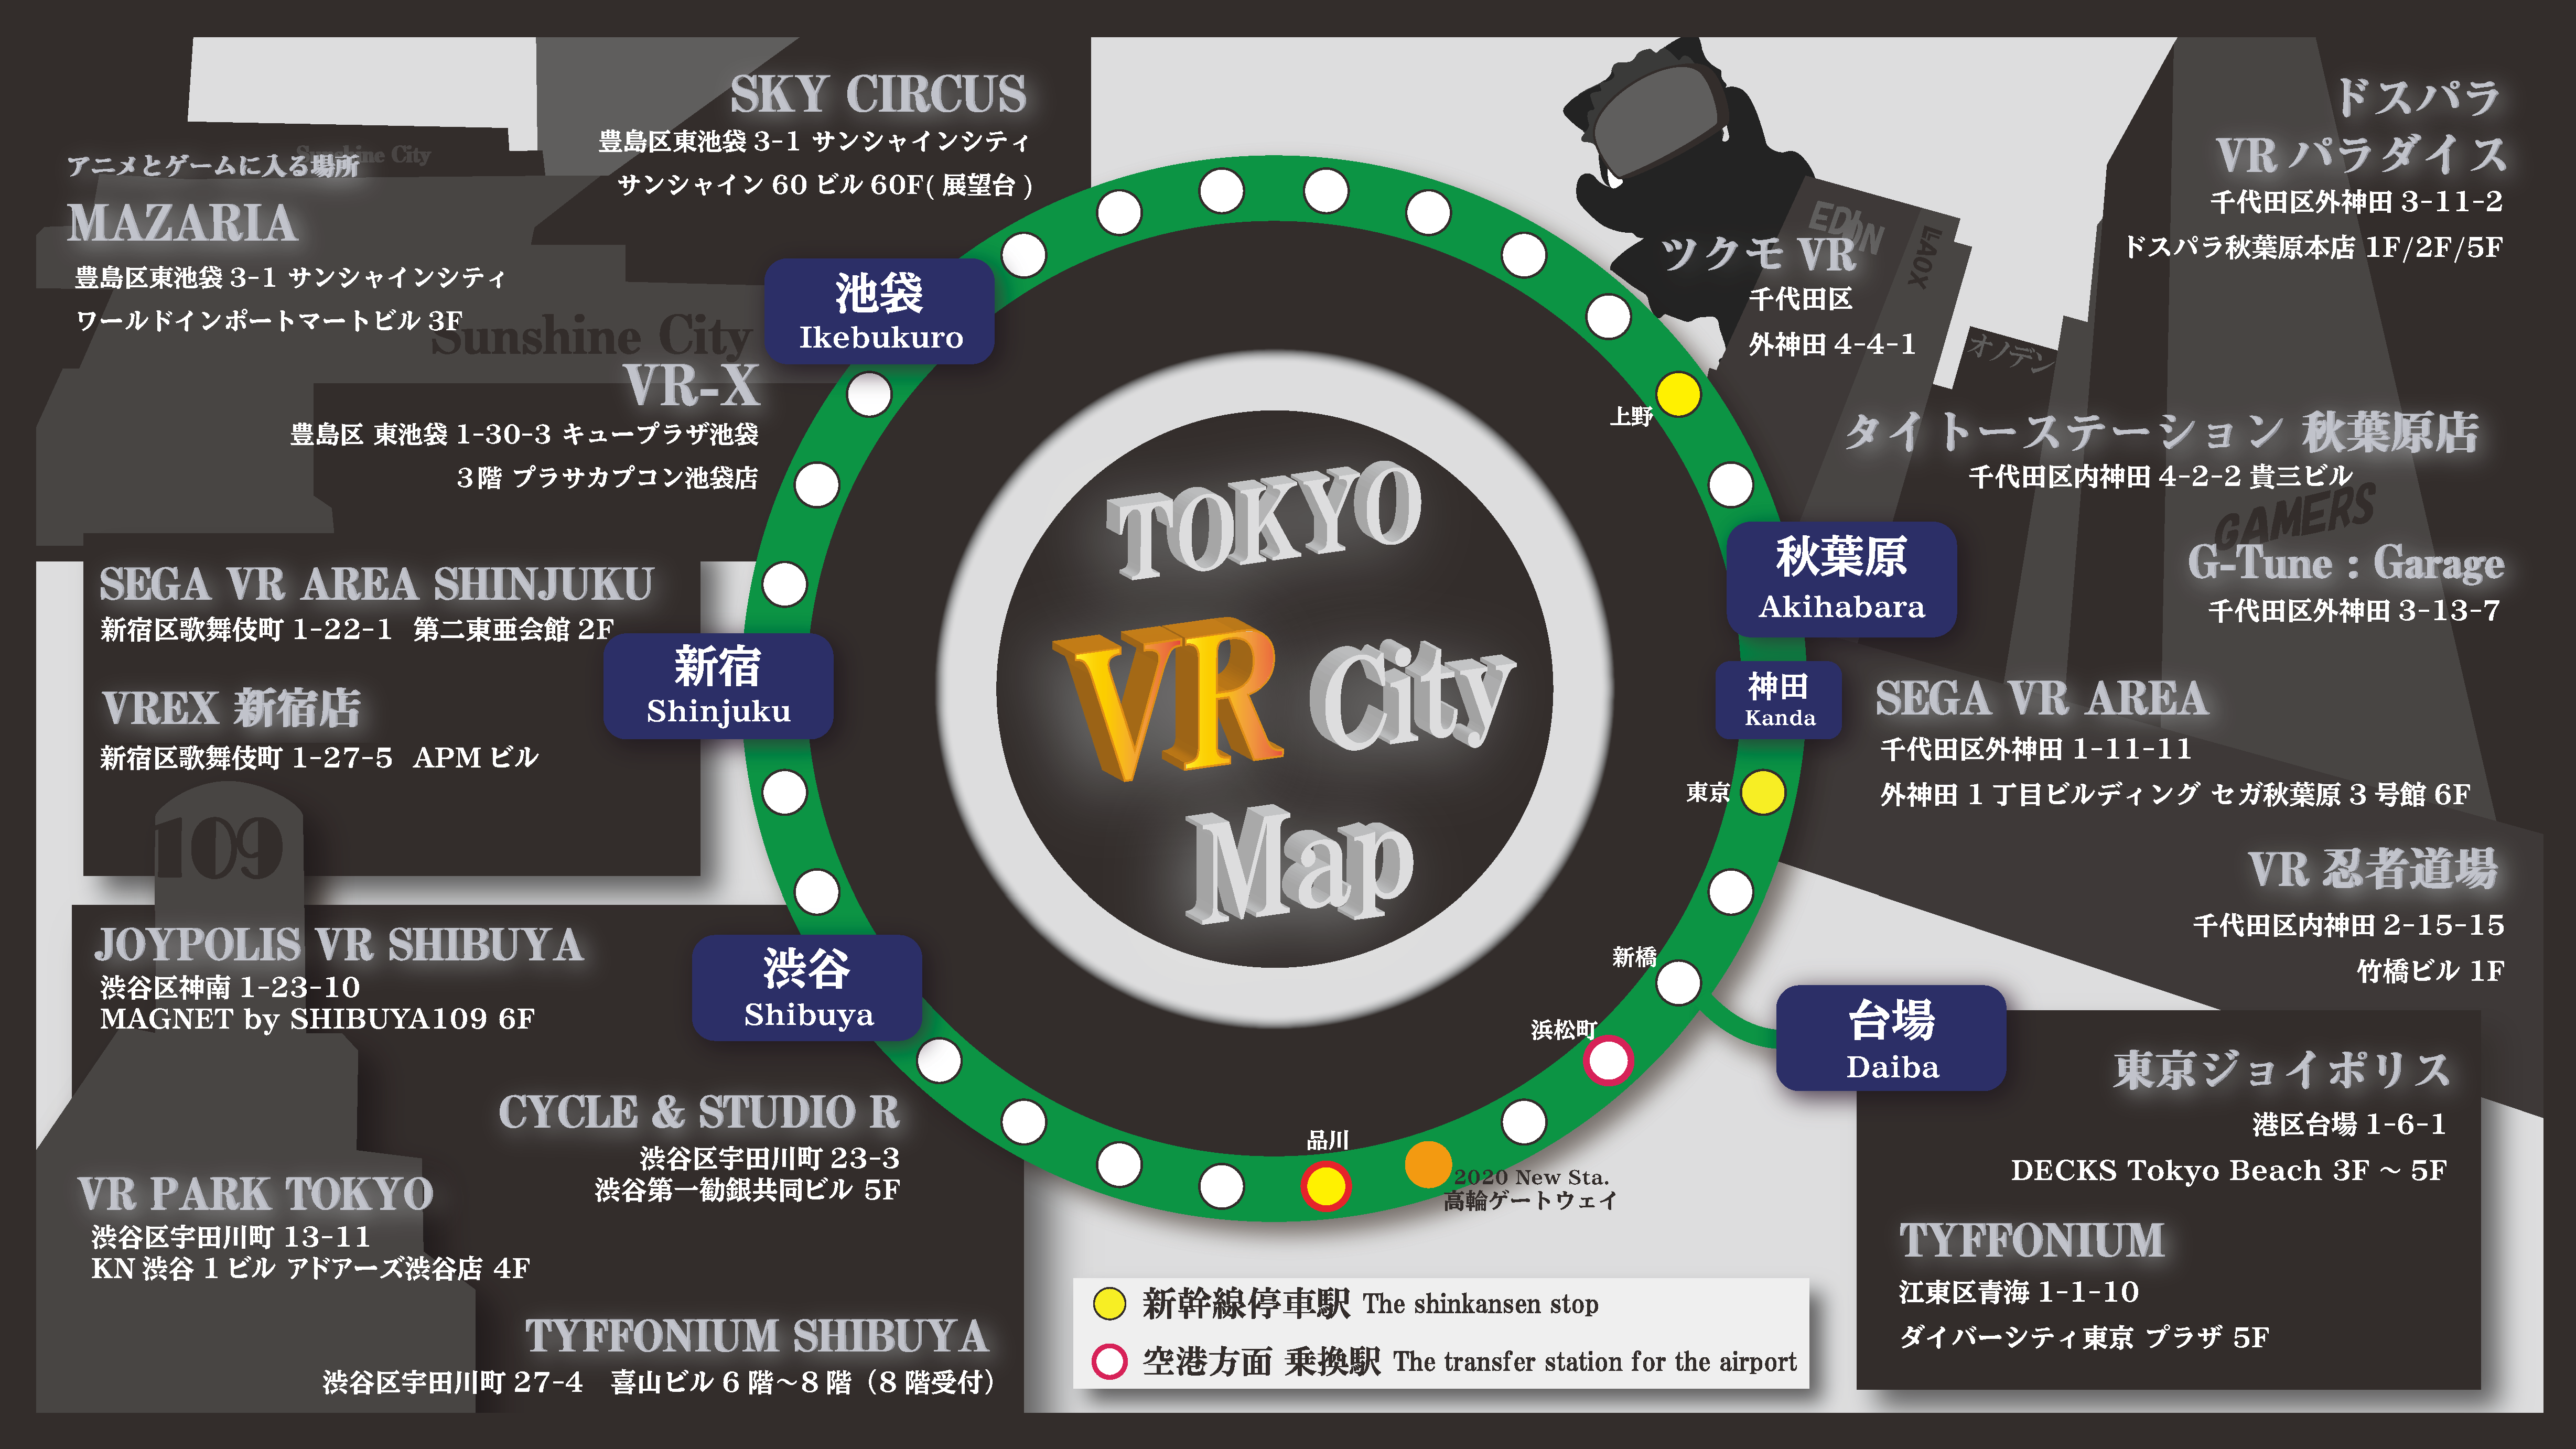 SKY CIRCUS
豊島区東池袋 3-1 サンシャインシティ
サンシャイン 60 ビル 60F( 展望台 )
Sunshine City
アニメとゲームに入る場所
MAZARIA
豊島区東池袋 3-1 サンシャインシティ
ワールドインポートマートビル 3F
Sunshine City
VR-X
豊島区 東池袋 1-30-3 キュープラザ池袋
3階 プラサカプコン池袋店
池袋
Ikebukuro
SEGA VR AREA SHINJUKU
新宿区歌舞伎町 1-22-1 第二東亜会館 2F
VREX 新宿店
新宿区歌舞伎町 1-27-5 APM ビル
新宿
Shinjuku
109
JOYPOLIS VR SHIBUYA
渋谷区神南 1-23-10
MAGNET by SHIBUYA109 6F
渋谷
Shibuya
CYCLE & STUDIO R
渋谷区宇田川町 23-3
渋谷第一勧銀共同ビル 5F
VR PARK TOKYO
渋谷区宇田川町 13-11
KN 渋谷 1 ビル アドアーズ渋谷店 4F
TYFFONIUM SHIBUYA
渋谷区宇田川町 27-4 喜山ビル 6 階～8 階（8 階受付）
TOKYO
VR City
Map
ドスパラ
VR パラダイス
千代田区外神田 3-11-2
ドスパラ秋葉原本店 1F/2F/5F
EDION
LAOX
ツクモ VR
千代田区
外神田 4-4-1
オノデン
上野
タイトーステーション 秋葉原店
千代田区内神田 4-2-2 貴三ビル
GAMERS
G-Tune : Garage
千代田区外神田 3-13-7
秋葉原
Akihabara
神田
Kanda
SEGA VR AREA
千代田区外神田 1-11-11
外神田 1 丁目ビルディング セガ秋葉原 3 号館 6F
東京
VR 忍者道場
千代田区内神田 2-15-15
竹橋ビル 1F
新橋
浜松町
台場
Daiba
東京ジョイポリス
港区台場 1-6-1
DECKS Tokyo Beach 3F ～ 5F
TYFFONIUM
江東区青海 1-1-10
ダイバーシティ東京 プラザ 5F
品川
2020 New Sta.
高輪ゲートウェイ
新幹線停車駅 The shinkansen stop
空港方面 乗換駅 The transfer station for the airport